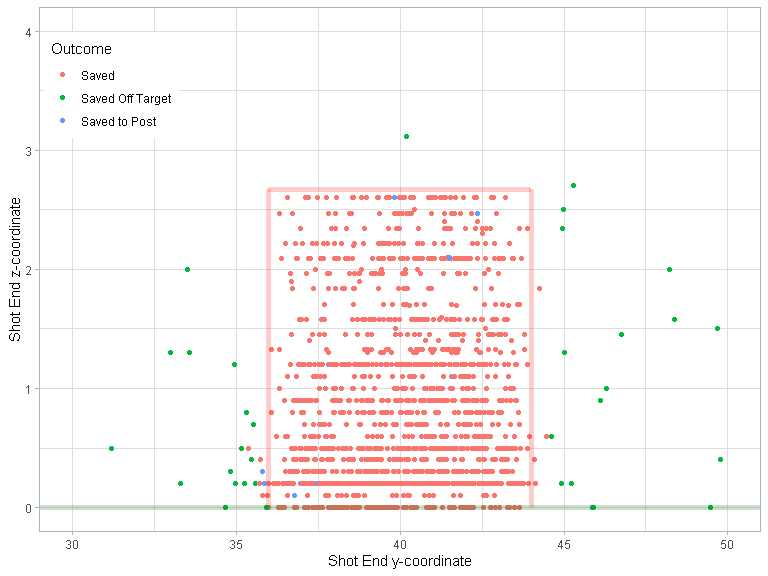 4
Outcome
Saved
Saved Off Target
Saved to Post
3
2
1
0
Shot End z-coordinate
30 35 40 45 50
Shot End y-coordinate